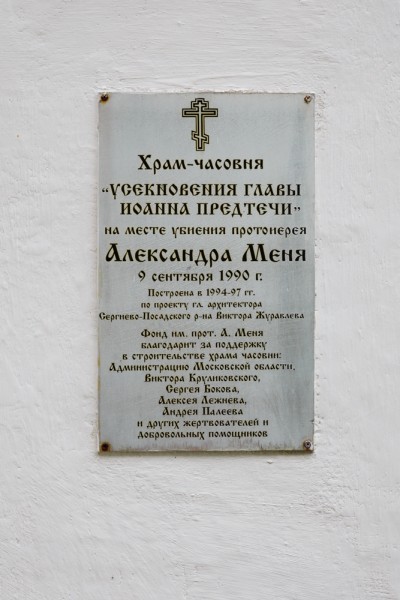 Храм-часовня
"Усекновения главы
Иоанна Предтечи"
на месте убиения протоиерея
Александра Меня
9 сентября 1990 г.
Построена в 1994-97 гг.
по проекту гл. архитектора
Сергиево-Посадского р-на Виктора Журавлева
Фонд им. прот. А. Меня
благодарит за поддержку
в строительстве храма часовни:
Администрацию Московской области,
Виктора Круликовского,
Сергея Бокова,
Алексея Лежнева,
Андрея Палеева
и других жертвователей и
добровольных помощников